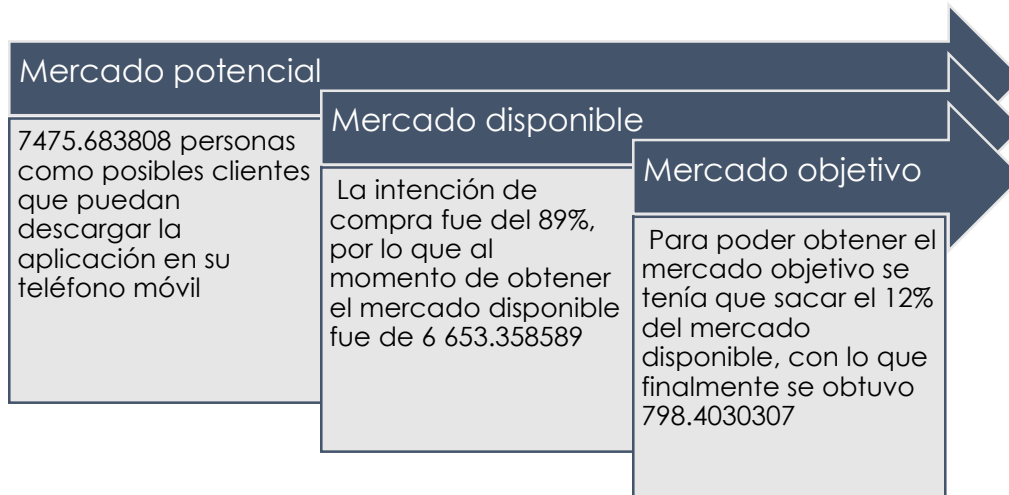 Mercado potencial
7475.683808 personas
como posibles clientes
que puedan
descargar la
aplicación en su
teléfono móvil
Mercado disponible
La intención de
compra fue del 89%,
por lo que al
momento de obtener
el mercado disponible
fue de 6 653.358589
Mercado objetivo
Para poder obtener el
mercado objetivo se
tenía que sacar el 12%
del mercado
disponible, con lo que
finalmente se obtuvo
798.4030307